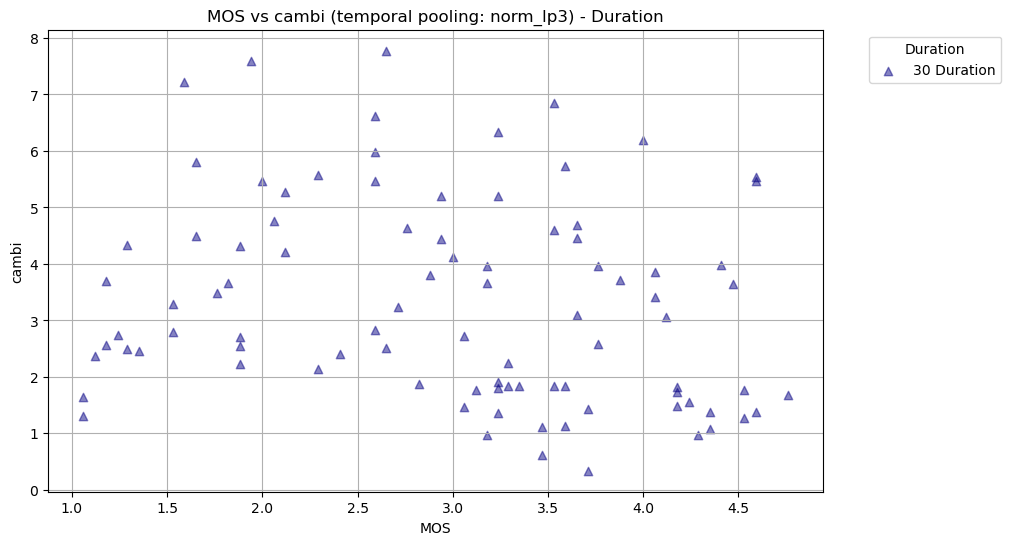 MOS vs cambi (temporal pooling: norm_lp3) - Duration
Duration
30 Duration
8
7
6
5
4
3
2
1
0
cambi
1.0 1.5 2.0 2.5 3.0 3.5 4.0 4.5
MOS